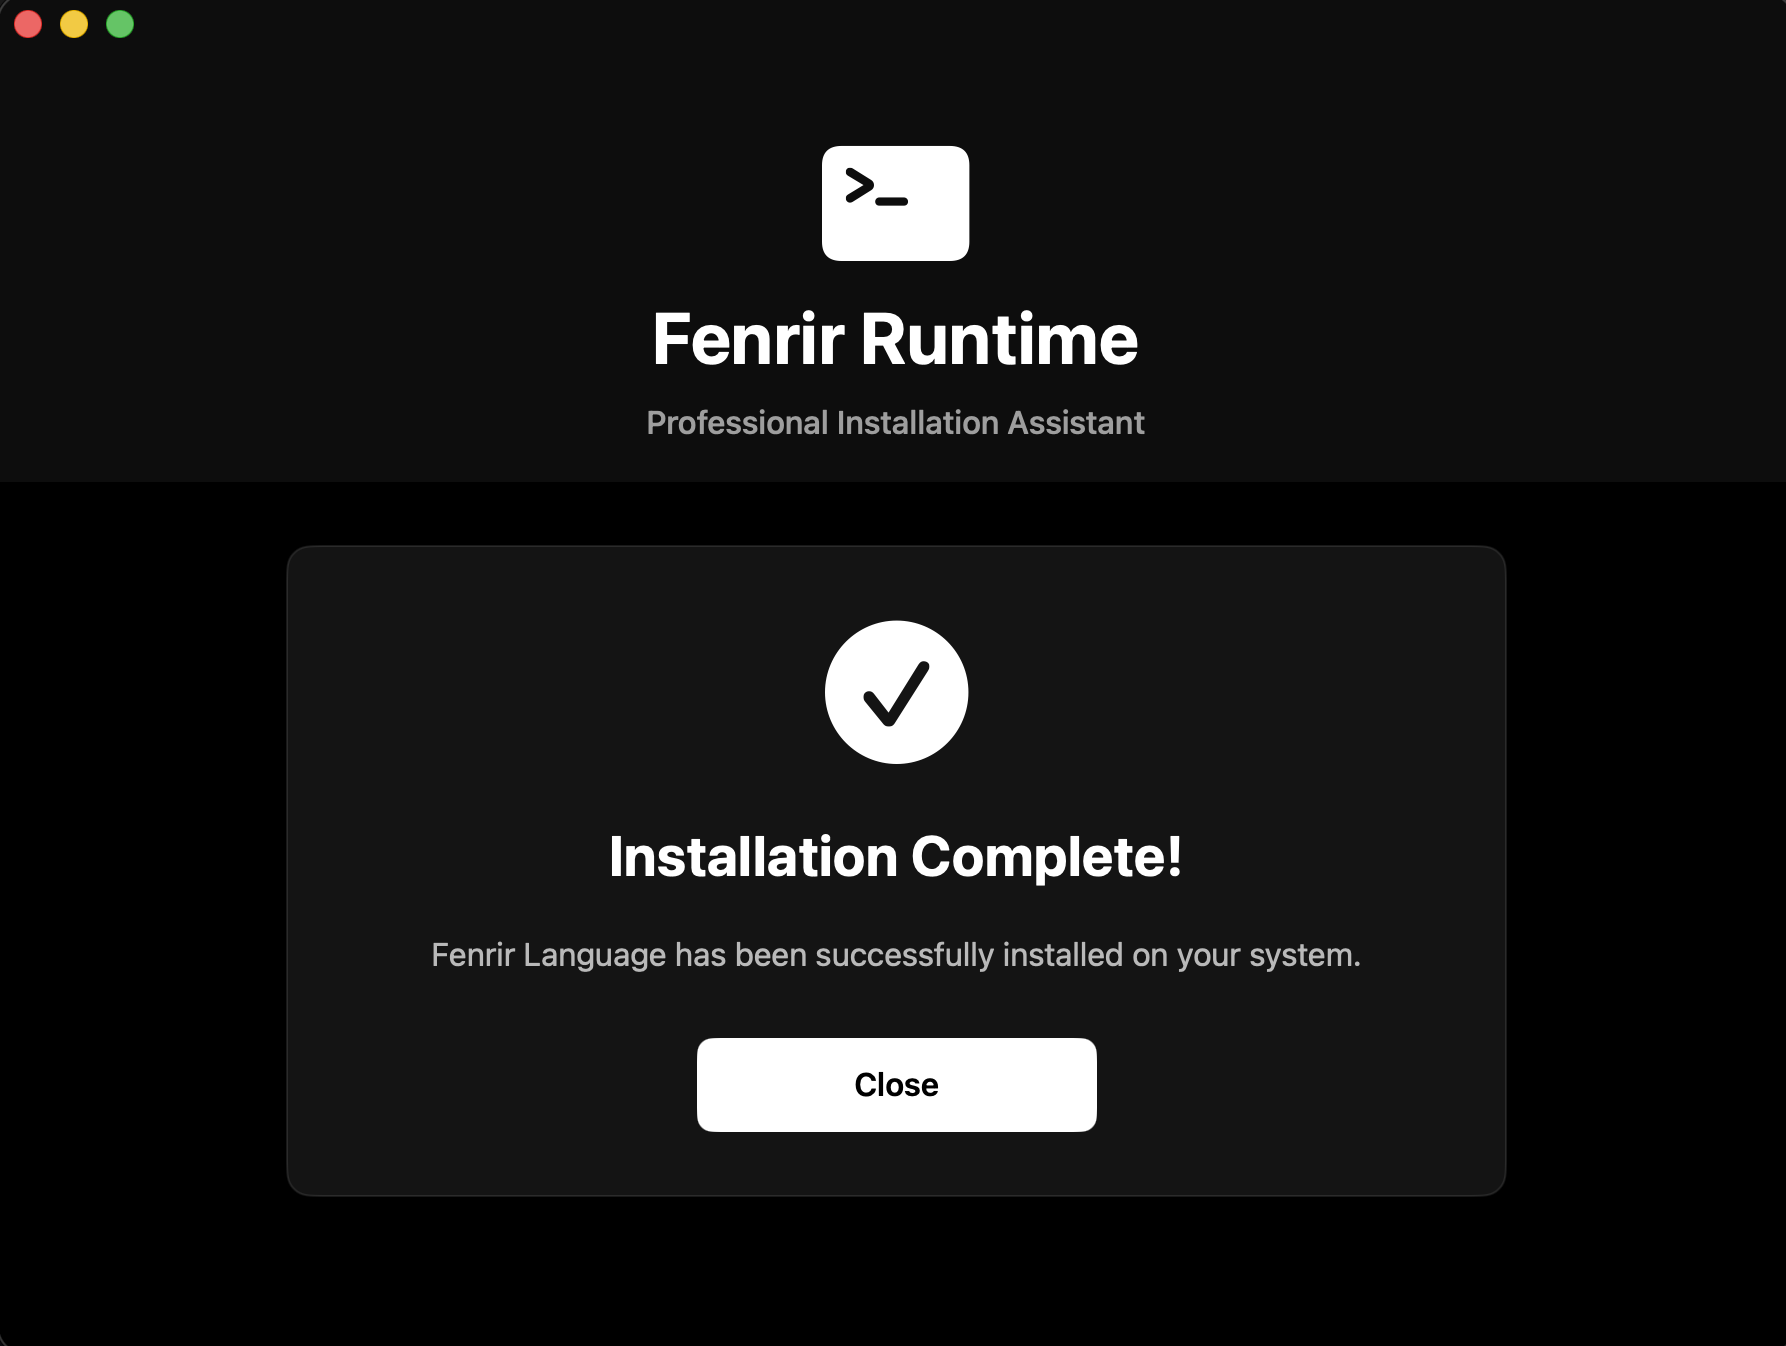 >_
Fenrir Runtime
Professional Installation Assistant
Installation Complete!
Fenrir Language has been successfully installed on your system.
Close